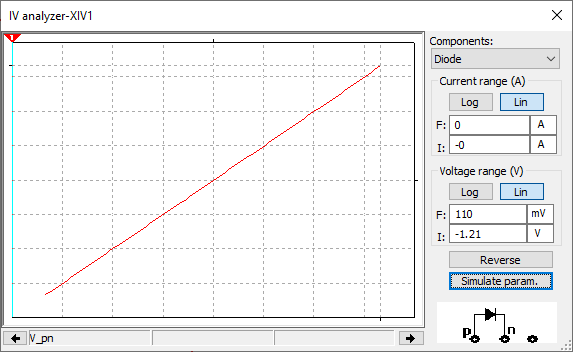 IV analyzer-XIV1
1
Components:
Diode
Current range (A)
Log Lin
F: 0 A
I: -0 A
Voltage range (V)
Log Lin
F: 110 mV
I: -1.21 V
Reverse
Simulate param.
V_pn
p n